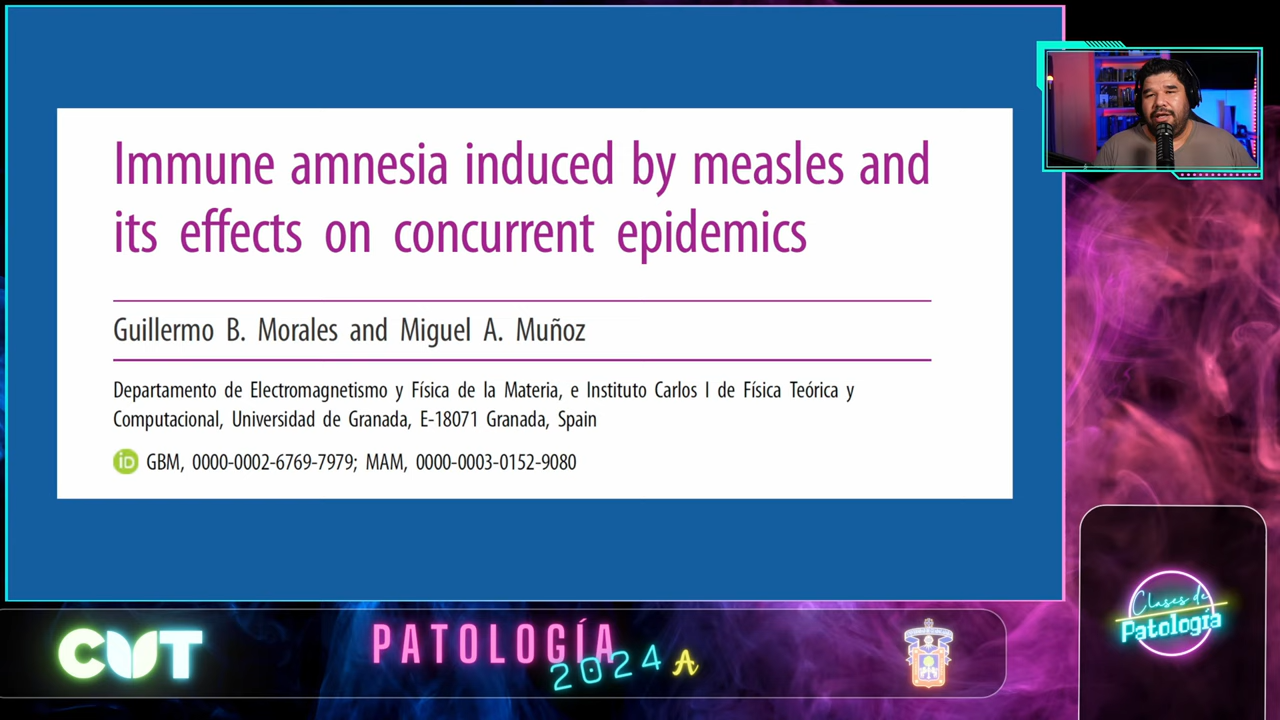 Immune amnesia induced by measles and
its effects on concurrent epidemics
Guillermo B. Morales and Miguel A. Muñoz
Departamento de Electromagnetismo y Física de la Materia, e Instituto Carlos I de Física Teórica y
Computacional, Universidad de Granada, E-18071 Granada, Spain
iD GBM, 0000-0002-6769-7979; MAM, 0000-0003-0152-9080
CUT
PATOLOGÍA
2024 A
Clases de
Patología